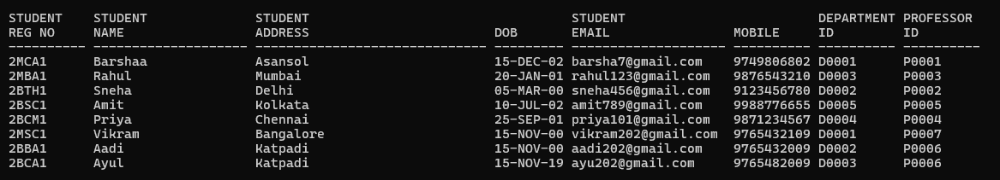 STUDENT STUDENT STUDENT STUDENT DEPARTMENT PROFESSOR
REG NO NAME ADDRESS DOB EMAIL MOBILE ID ID
---------- -------------------- ------------------------------ --------- -------------------- ---------- ---------- ----------
2MCA1 Barshaa Asansol 15-DEC-02 barsha7@gmail.com 9749806802 D0001 P0001
2MBA1 Rahul Mumbai 20-JAN-01 rahul123@gmail.com 9876543210 D0003 P0003
2BTH1 Sneha Delhi 05-MAR-00 sneha456@gmail.com 9123456780 D0002 P0002
2BSC1 Amit Kolkata 10-JUL-02 amit789@gmail.com 9988776655 D0005 P0005
2BCM1 Priya Chennai 25-SEP-01 priya101@gmail.com 9871234567 D0004 P0004
2MSC1 Vikram Bangalore 15-NOV-00 vikram202@gmail.com 9765432109 D0001 P0007
2BBA1 Aadi Katpadi 15-NOV-00 aadi202@gmail.com 9765432009 D0002 P0006
2BCA1 Ayul Katpadi 15-NOV-19 ayu202@gmail.com 9765482009 D0003 P0006